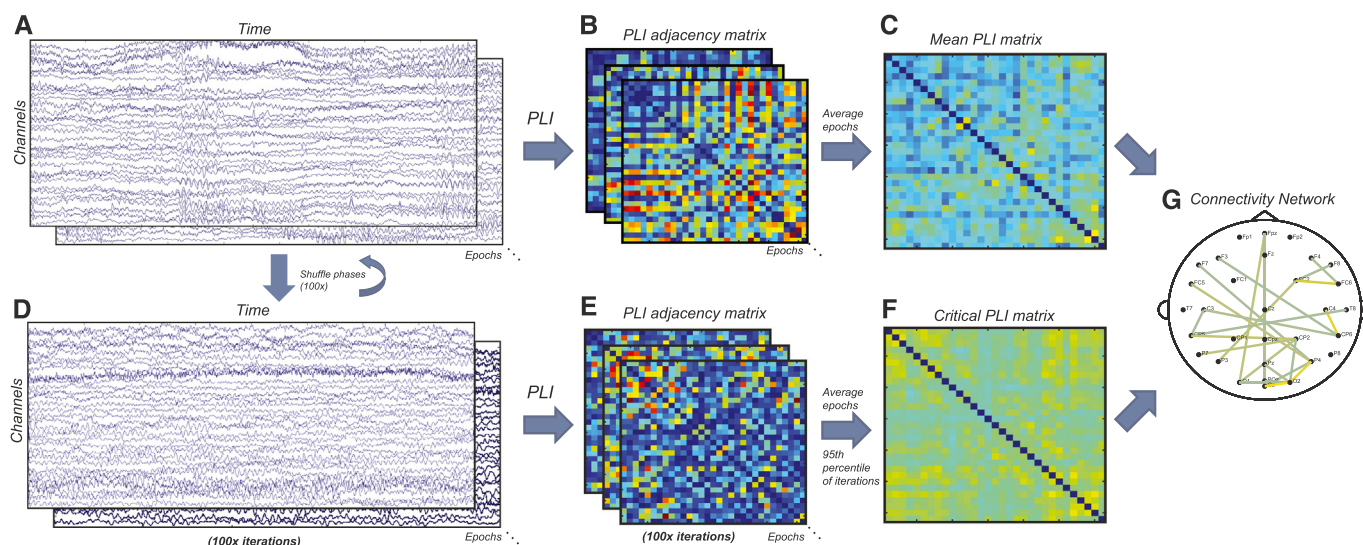 A
Time
Channels
Epochs
PLI
B
PLI adjacency matrix
Epochs
Average
epochs
C
Mean PLI matrix
Shuffle phases
(100x)
D
Time
Channels
(100x iterations)
Epochs
PLI
E
PLI adjacency matrix
(100x iterations)
Epochs
Average
epochs
95th
percentile
of iterations
F
Critical PLI matrix
G
Connectivity Network
Fp1
Fpz
Fp2
F7
F3
Fz
F4
F8
FC5
FC1
FC6
T7
C3
C4
T8
CP2
CP6
P7
P3
Pz
P4
P8
O2